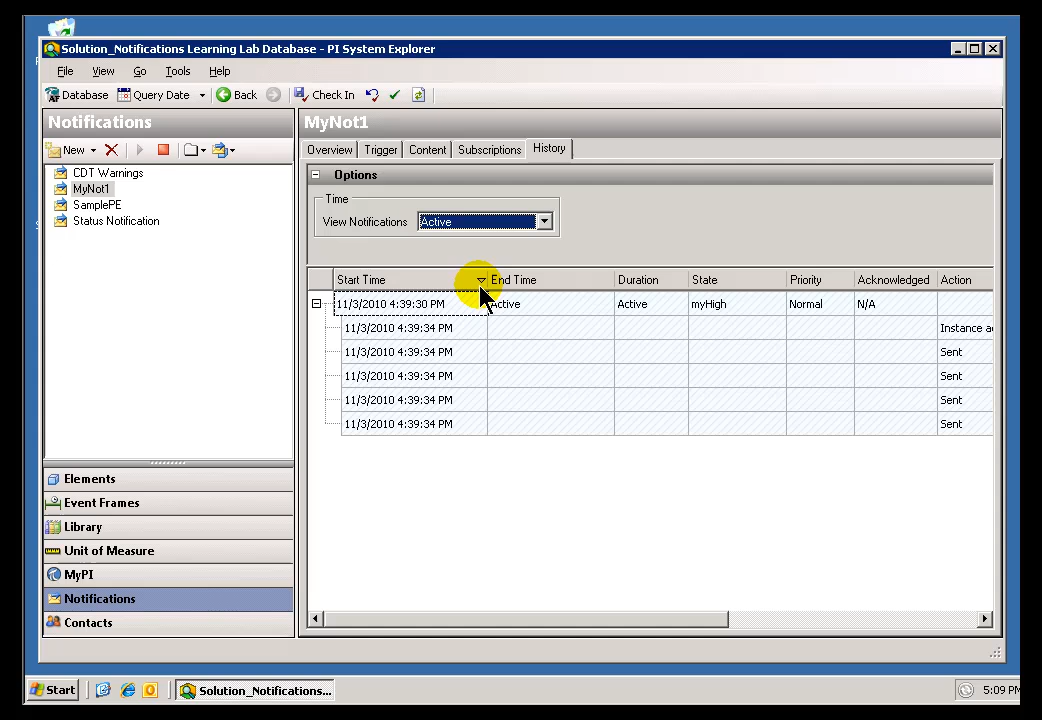 Solution_Notifications Learning Lab Database - PI System Explorer
File View Go Tools Help
Database Query Date Back Check In
Notifications
New
CDT Warnings
MyNot1
SamplePE
Status Notification
Elements
Event Frames
Library
Unit of Measure
MyPI
Notifications
Contacts
MyNot1
Overview Trigger Content Subscriptions History
Options
Time
View Notifications Active
Start Time End Time Duration State Priority Acknowledged Action
11/3/2010 4:39:30 PM Active Active myHigh Normal N/A
11/3/2010 4:39:34 PM Instance
11/3/2010 4:39:34 PM Sent
11/3/2010 4:39:34 PM Sent
11/3/2010 4:39:34 PM Sent
11/3/2010 4:39:34 PM Sent
Start Solution_Notifications... 5:09 PM